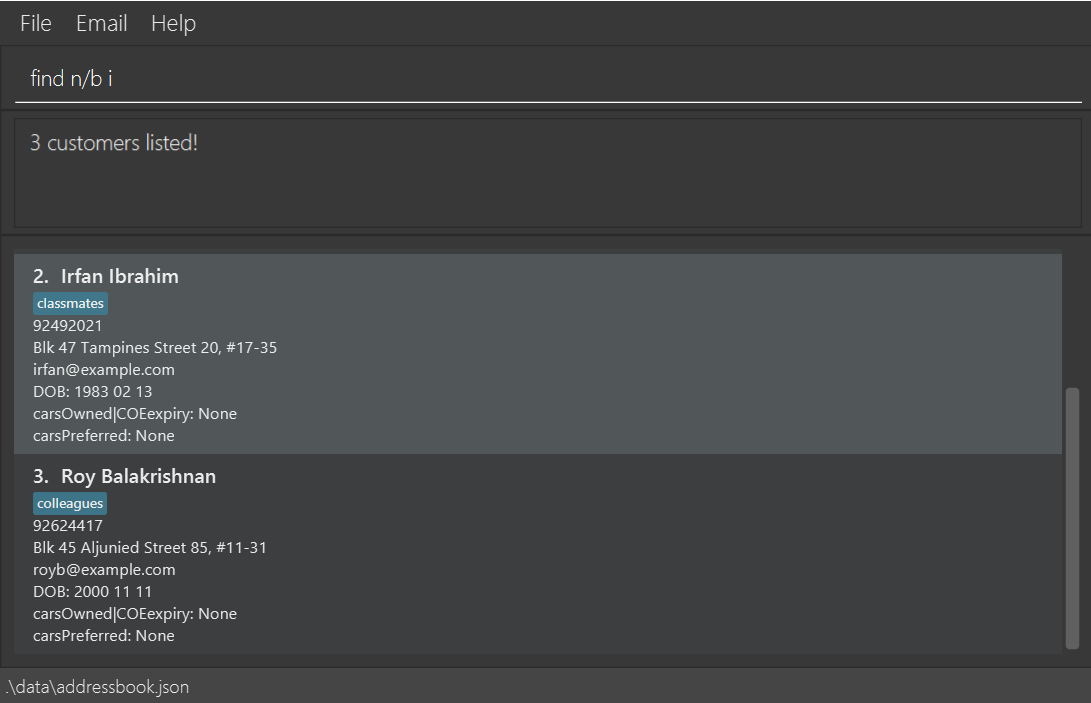 File Email Help
find n/b i
3 customers listed!
2. Irfan Ibrahim
classmates
92492021
Blk 47 Tampines Street 20, #17-35
irfan@example.com
DOB: 1983 02 13
carsOwned|COEexpiry: None
carsPreferred: None
3. Roy Balakrishnan
colleagues
92624417
Blk 45 Aljunied Street 85, #11-31
royb@example.com
DOB: 2000 11 11
carsOwned|COEexpiry: None
carsPreferred: None
.\data\addressbook.json